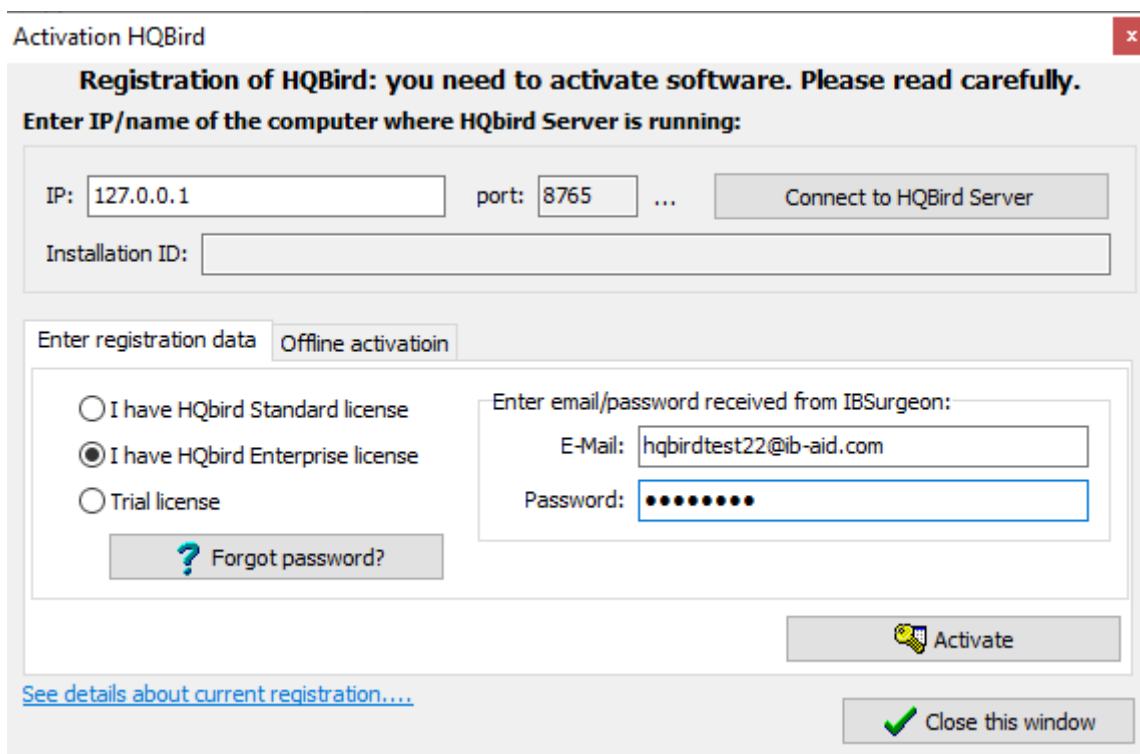 Activation HQBird
x
Registration of HQBird: you need to activate software. Please read carefully.
Enter IP/name of the computer where HQbird Server is running:
IP: 127.0.0.1 port: 8765 ... Connect to HQBird Server
Installation ID:
Enter registration data Offline activatioin
I have HQbird Standard license
I have HQbird Enterprise license
Trial license
? Forgot password?
Enter email/password received from IBSurgeon:
E-Mail: hqbirdtest22@ib-aid.com
Password: ●●●●●●●●
Activate
See details about current registration....
Close this window